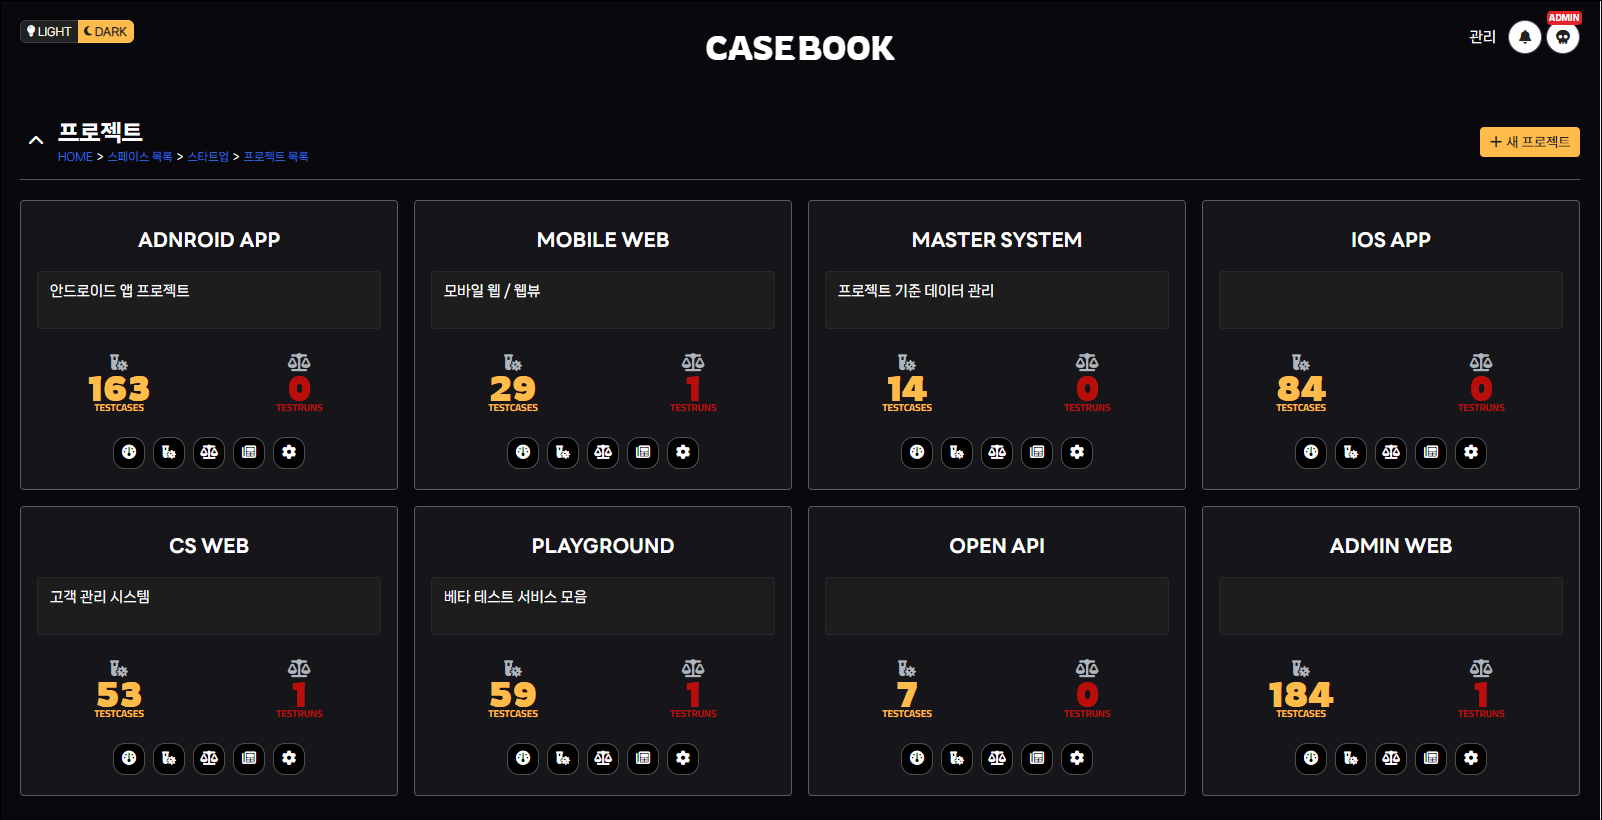 LIGHT DARK
CASE BOOK
관리
ADMIN
프로젝트
HOME > 스페이스 목록 > 스타트업 > 프로젝트 목록
+ 새 프로젝트
ADNROID APP
안드로이드 앱 프로젝트
163 0
TESTCASES TESTRUNS
MOBILE WEB
모바일 웹 / 웹뷰
29 1
TESTCASES TESTRUNS
MASTER SYSTEM
프로젝트 기준 데이터 관리
14 0
TESTCASES TESTRUNS
IOS APP
84 0
TESTCASES TESTRUNS
CS WEB
고객 관리 시스템
53 1
TESTCASES TESTRUNS
PLAYGROUND
베타 테스트 서비스 모음
59 1
TESTCASES TESTRUNS
OPEN API
7 0
TESTCASES TESTRUNS
ADMIN WEB
184 1
TESTCASES TESTRUNS